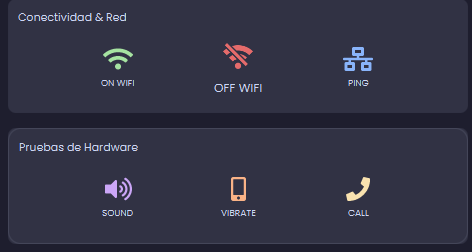 Conectividad & Red
ON WIFI
OFF WIFI
PING
Pruebas de Hardware
SOUND
VIBRATE
CALL